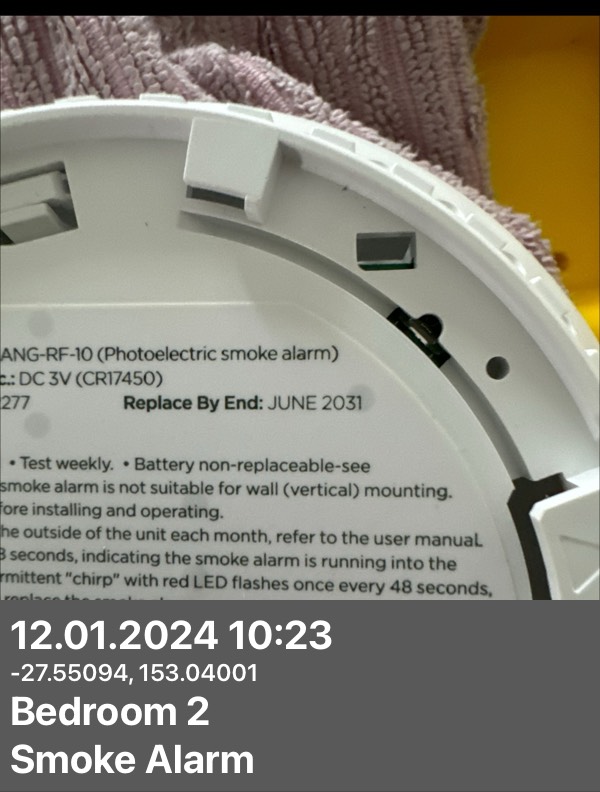 ANG-RF-10 (Photoelectric smoke alarm)
c.: DC 3V (CR17450)
277 Replace By End: JUNE 2031
• Test weekly. • Battery non-replaceable-see
smoke alarm is not suitable for wall (vertical) mounting.
fore installing and operating.
he outside of the unit each month, refer to the user manual.
8 seconds, indicating the smoke alarm is running into the
rmittent "chirp" with red LED flashes once every 48 seconds,
12.01.2024 10:23
-27.55094, 153.04001
Bedroom 2
Smoke Alarm